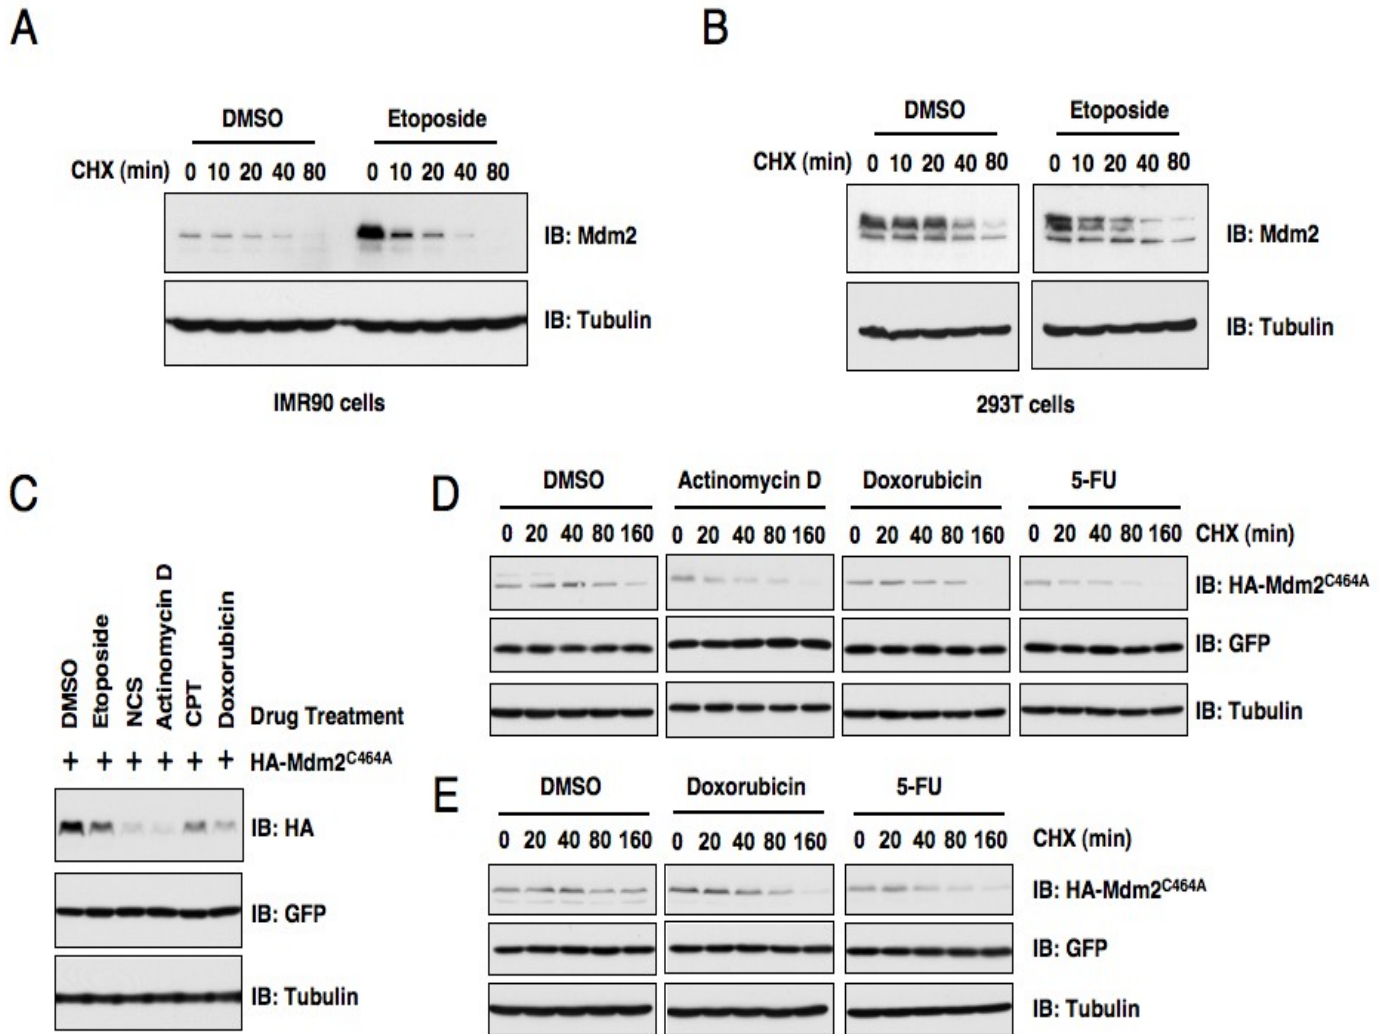 A
DMSO Etoposide
CHX (min) 0 10 20 40 80 0 10 20 40 80
IB: Mdm2
IB: Tubulin
IMR90 cells
B
DMSO Etoposide
CHX (min) 0 10 20 40 80 0 10 20 40 80
IB: Mdm2
IB: Tubulin
293T cells
C
DMSO
Etoposide
NCS
Actinomycin D
CPT
Doxorubicin
Drug Treatment
+ + + + + + HA-Mdm2C464A
IB: HA
IB: GFP
IB: Tubulin
D
DMSO Actinomycin D Doxorubicin 5-FU
0 20 40 80 160 0 20 40 80 160 0 20 40 80 160 0 20 40 80 160 CHX (min)
IB: HA-Mdm2C464A
IB: GFP
IB: Tubulin
E
DMSO Doxorubicin 5-FU
0 20 40 80 160 0 20 40 80 160 0 20 40 80 160 CHX (min)
IB: HA-Mdm2C464A
IB: GFP
IB: Tubulin